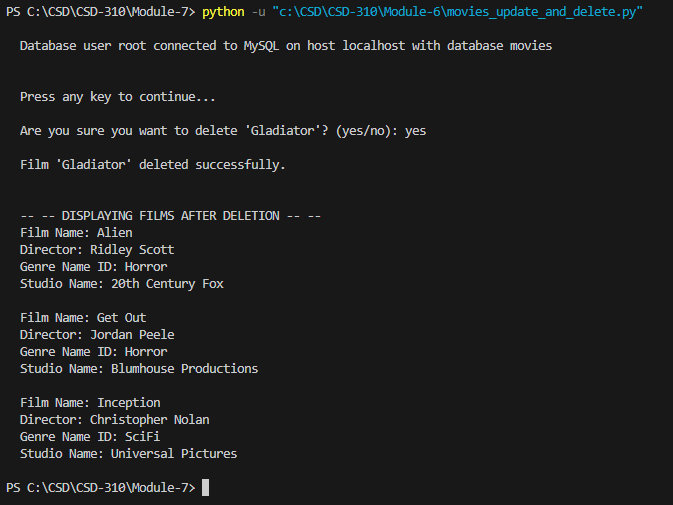 PS C:\CSD\CSD-310\Module-7> python -u "c:\CSD\CSD-310\Module-6\movies_update_and_delete.py"
Database user root connected to MySQL on host localhost with database movies
Press any key to continue...
Are you sure you want to delete 'Gladiator'? (yes/no): yes
Film 'Gladiator' deleted successfully.
-- -- DISPLAYING FILMS AFTER DELETION -- --
Film Name: Alien
Director: Ridley Scott
Genre Name ID: Horror
Studio Name: 20th Century Fox
Film Name: Get Out
Director: Jordan Peele
Genre Name ID: Horror
Studio Name: Blumhouse Productions
Film Name: Inception
Director: Christopher Nolan
Genre Name ID: SciFi
Studio Name: Universal Pictures
PS C:\CSD\CSD-310\Module-7>